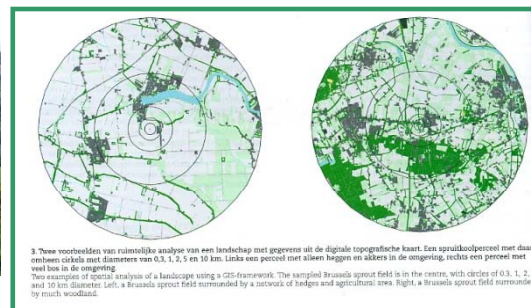 3. Twee voorbeelden van ruimtelijke analyse van een landschap met gegevens uit de digitale topografische kaart. Een spruitkoolperceel met daar
omheen cirkels met diameters van 0,3, 1, 2, 5 en 10 km. Links een perceel met alleen heggen en akkers in de omgeving, rechts een perceel met
veel bos in de omgeving.
Two examples of spatial analysis of a landscape using a GIS-framework. The sampled Brussels sprout field is in the centre, with circles of 0.3, 1, 2,
and 10 km diameter. Left, a Brussels sprout field surrounded by a network of hedges and agricultural area. Right, a Brussels sprout field surround
by much woodland.